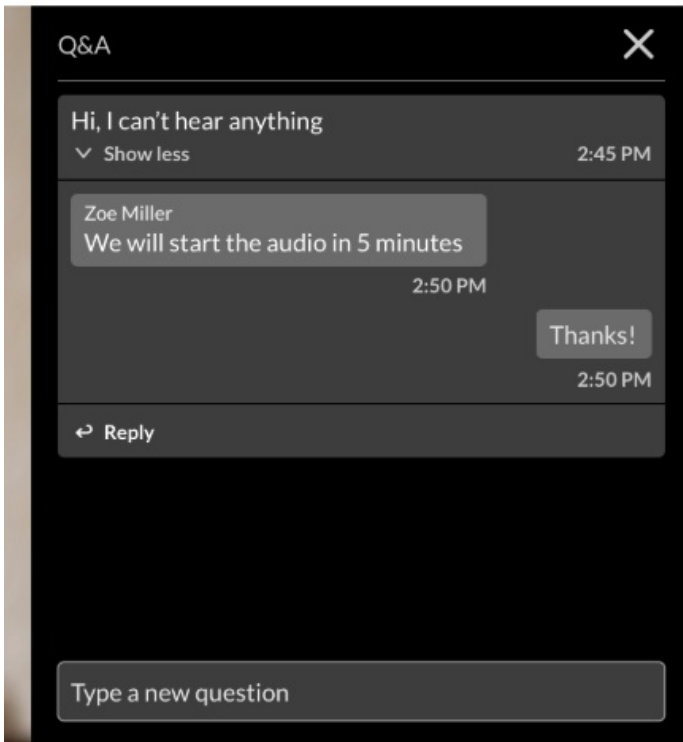 Q&A
Hi, I can't hear anything
Show less
2:45 PM
Zoe Miller
We will start the audio in 5 minutes
2:50 PM
Thanks!
2:50 PM
Reply
Type a new question